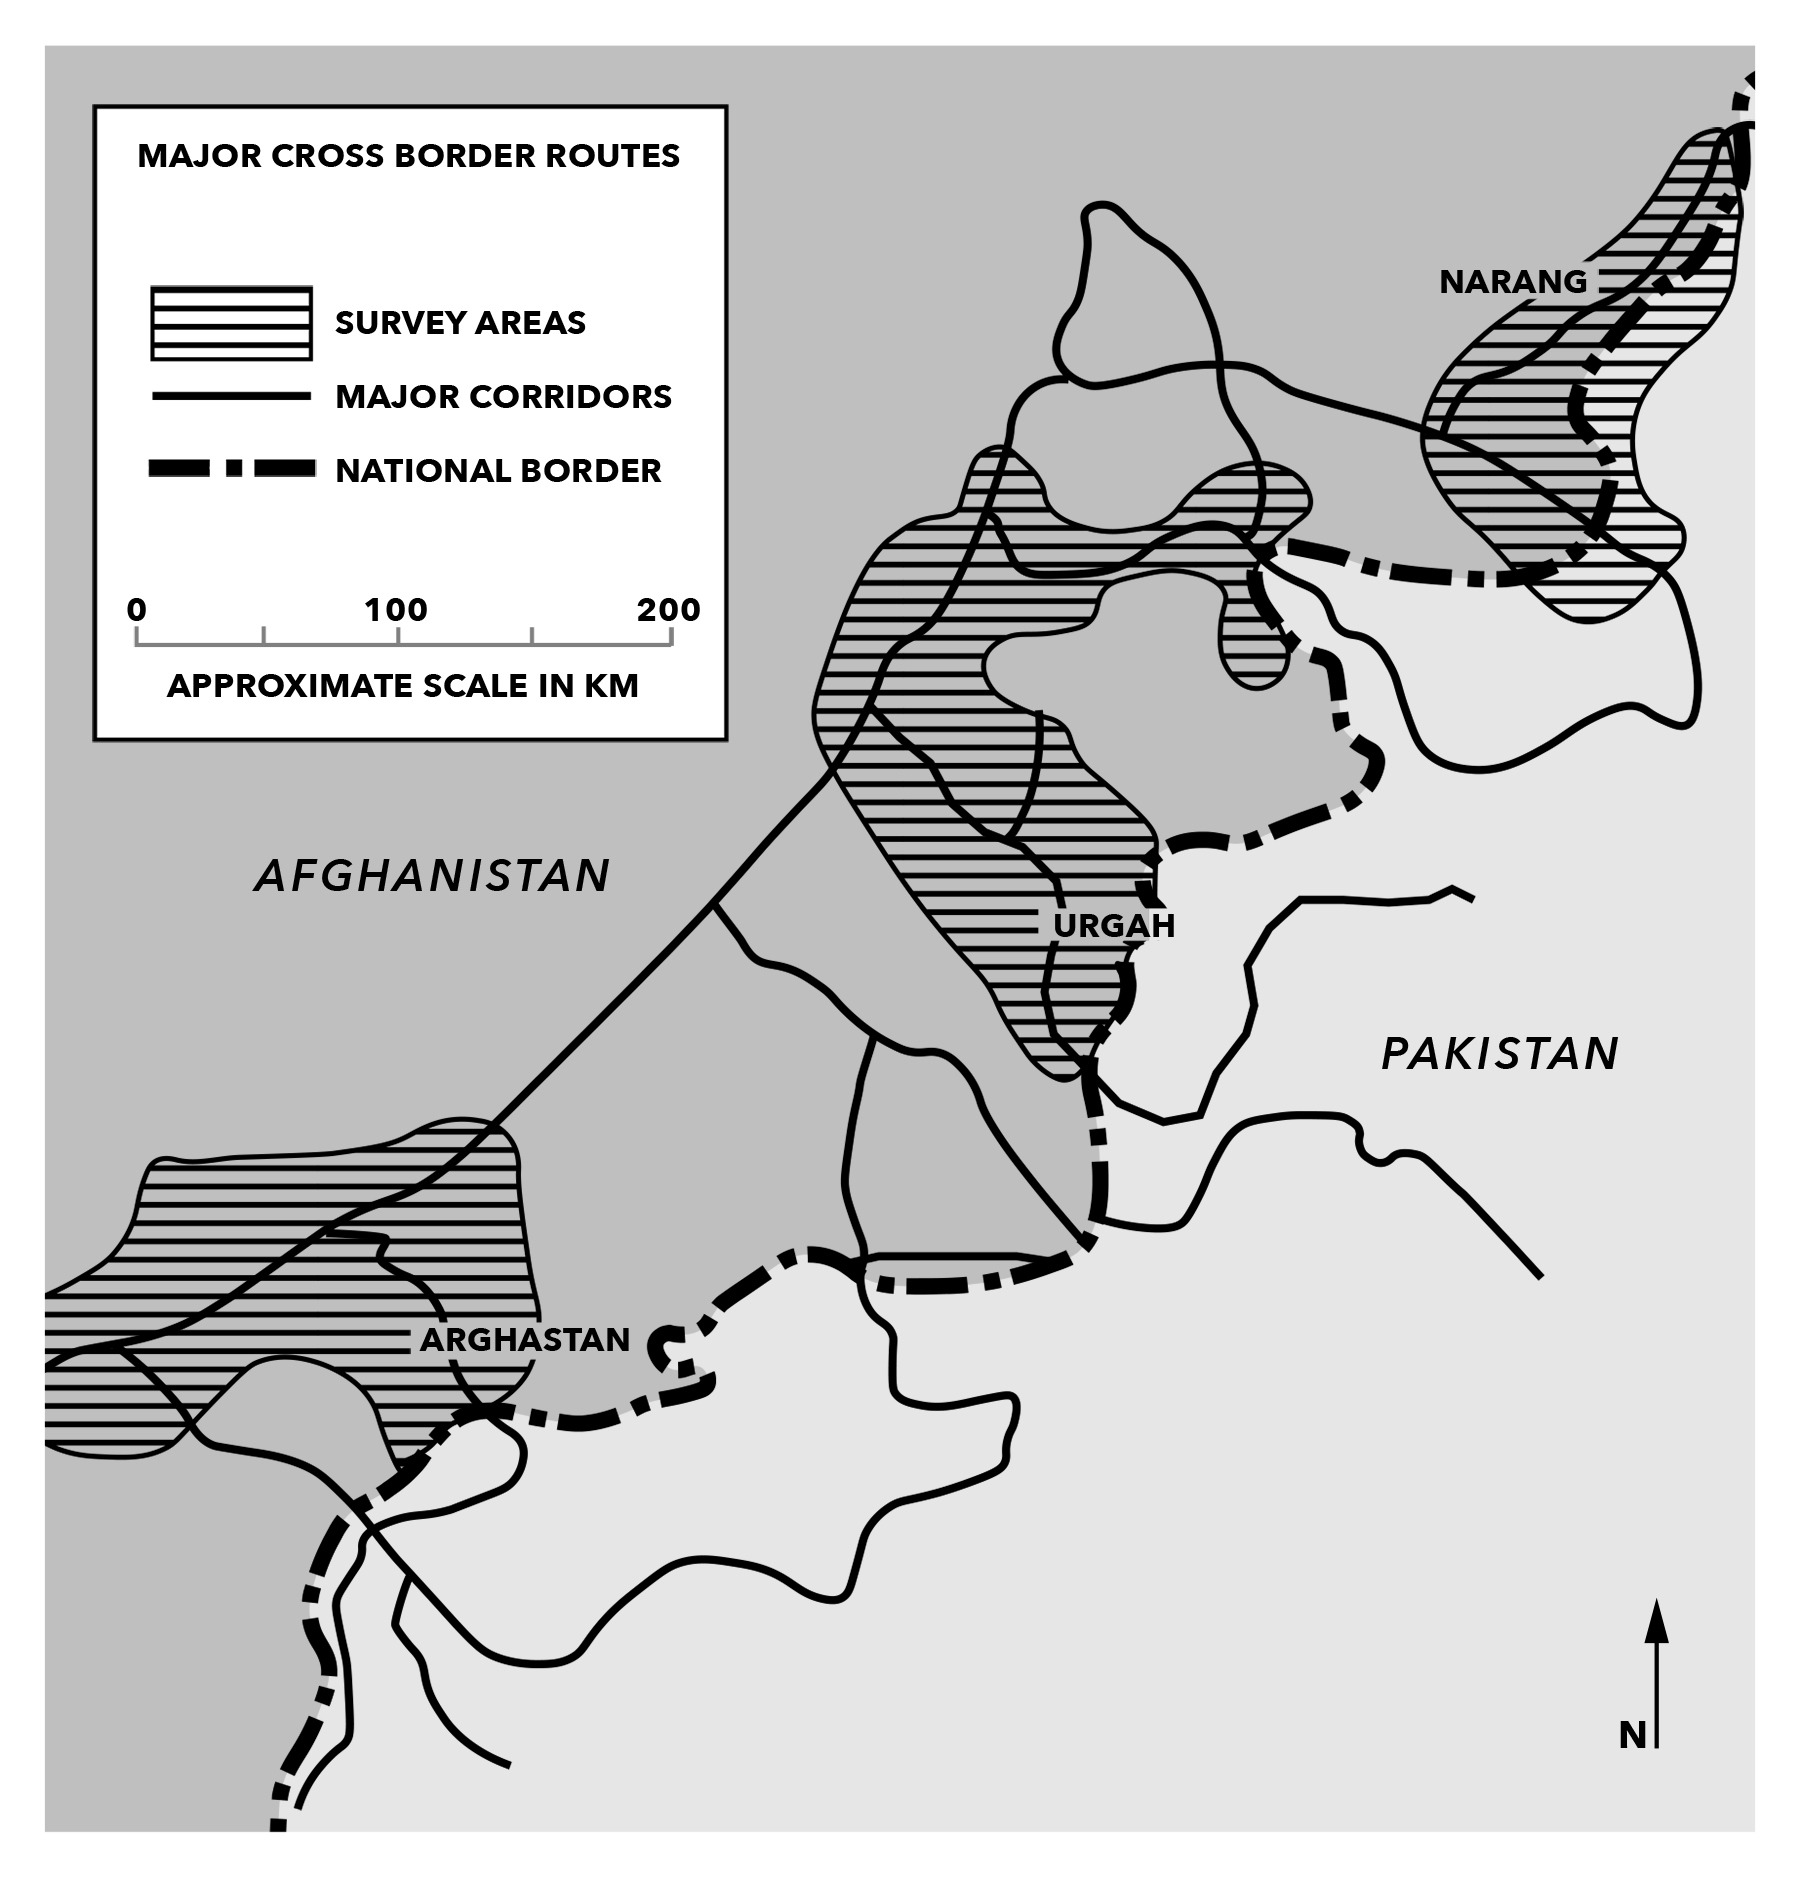 MAJOR CROSS BORDER ROUTES
SURVEY AREAS
MAJOR CORRIDORS
NATIONAL BORDER
0 100 200
APPROXIMATE SCALE IN KM
NARANG
AFGHANISTAN
URGAH
PAKISTAN
ARGHASTAN
N